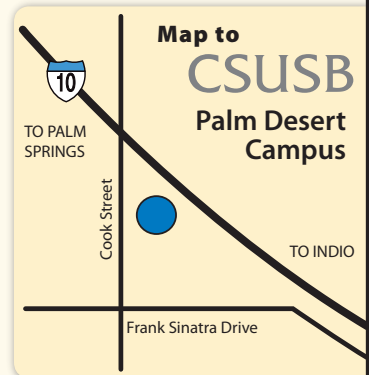 Map to
CSUSB
Palm Desert
Campus
10
TO PALM
SPRINGS
Cook Street
TO INDIO
Frank Sinatra Drive